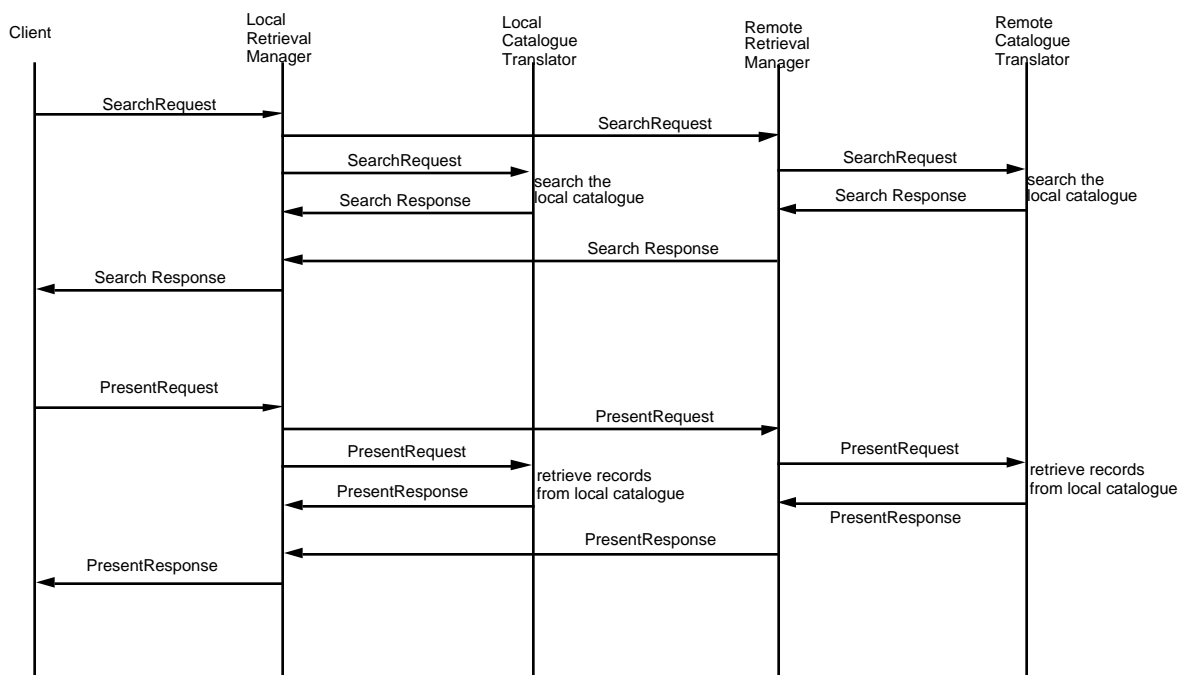 Client
Local
Retrieval
Manager
Local
Catalogue
Translator
Remote
Retrieval
Manager
Remote
Catalogue
Translator
SearchRequest
SearchRequest
SearchRequest
SearchRequest
search the
local catalogue
search the
local catalogue
Search Response
Search Response
Search Response
Search Response
PresentRequest
PresentRequest
PresentRequest
PresentRequest
retrieve records
from local catalogue
retrieve records
from local catalogue
PresentResponse
PresentResponse
PresentResponse
PresentResponse